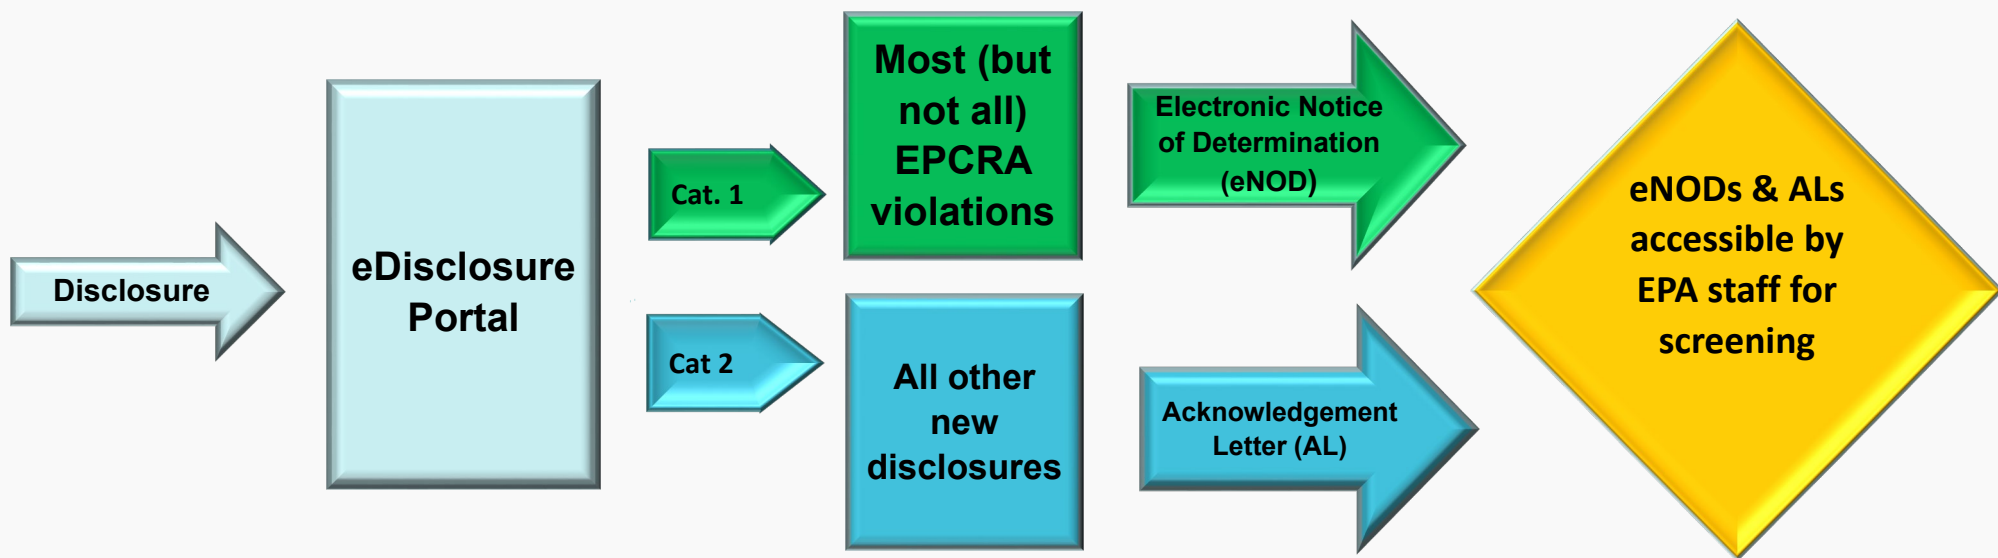 Disclosure
eDisclosure
Portal
Cat. 1
Most (but
not all)
EPCRA
violations
Electronic Notice
of Determination
(eNOD)
Cat 2
All other
new
disclosures
Acknowledgement
Letter (AL)
eNODs & ALs
accessible by
EPA staff for
screening